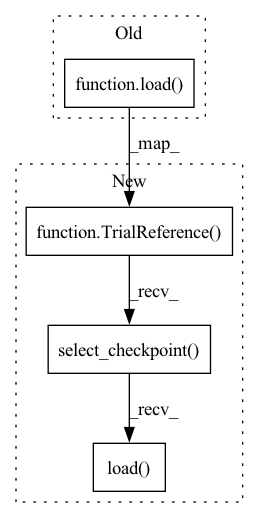 Old
function.load()
_map_
New
function.TrialReference()
_recv_
select_checkpoint()
_recv_
load()